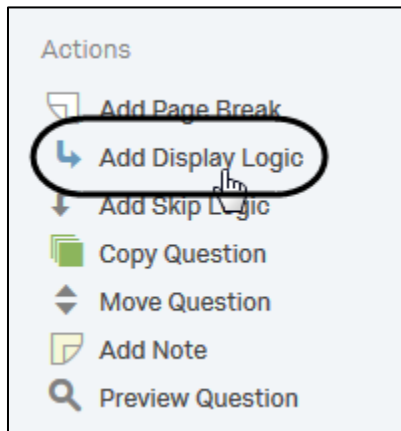 Actions
Add Page Break
Add Display Logic
Add Skip Logic
Copy Question
Move Question
Add Note
Preview Question